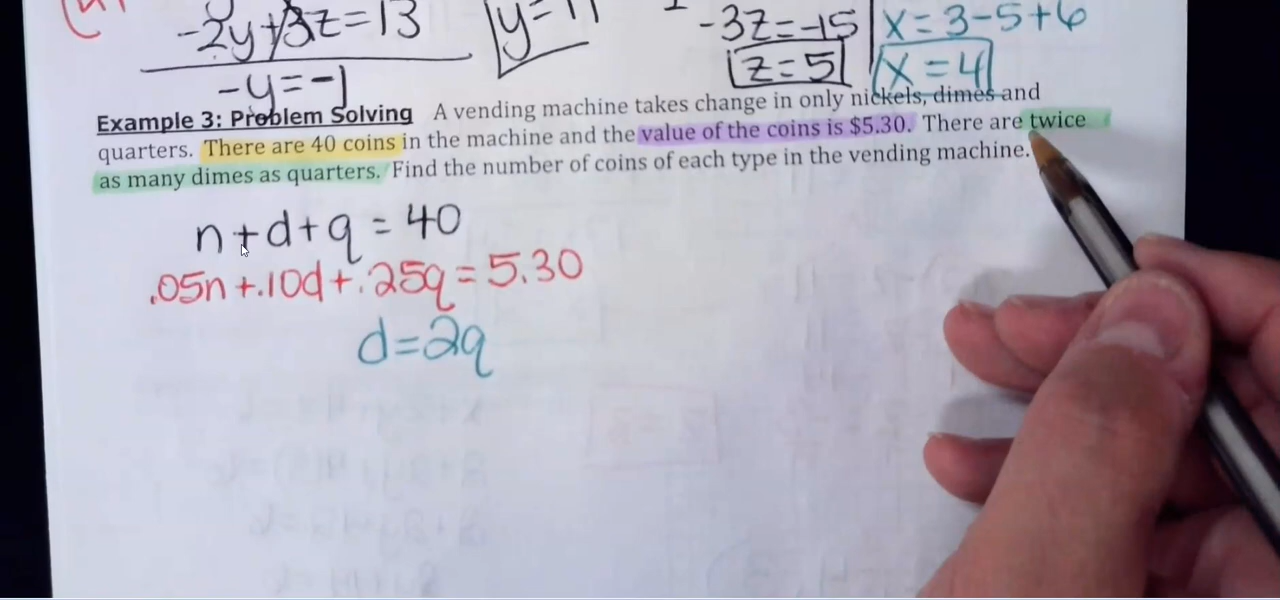 -2y+3z=13
-y=-1
y=11
-3z=-15
z=5
x=3-5+6
x=4
Example 3: Problem Solving A vending machine takes change in only nickels, dimes and
quarters. There are 40 coins in the machine and the value of the coins is $5.30. There are twice
as many dimes as quarters. Find the number of coins of each type in the vending machine.
n+d+q=40
.05n+.10d+.25q=5.30
d=2q